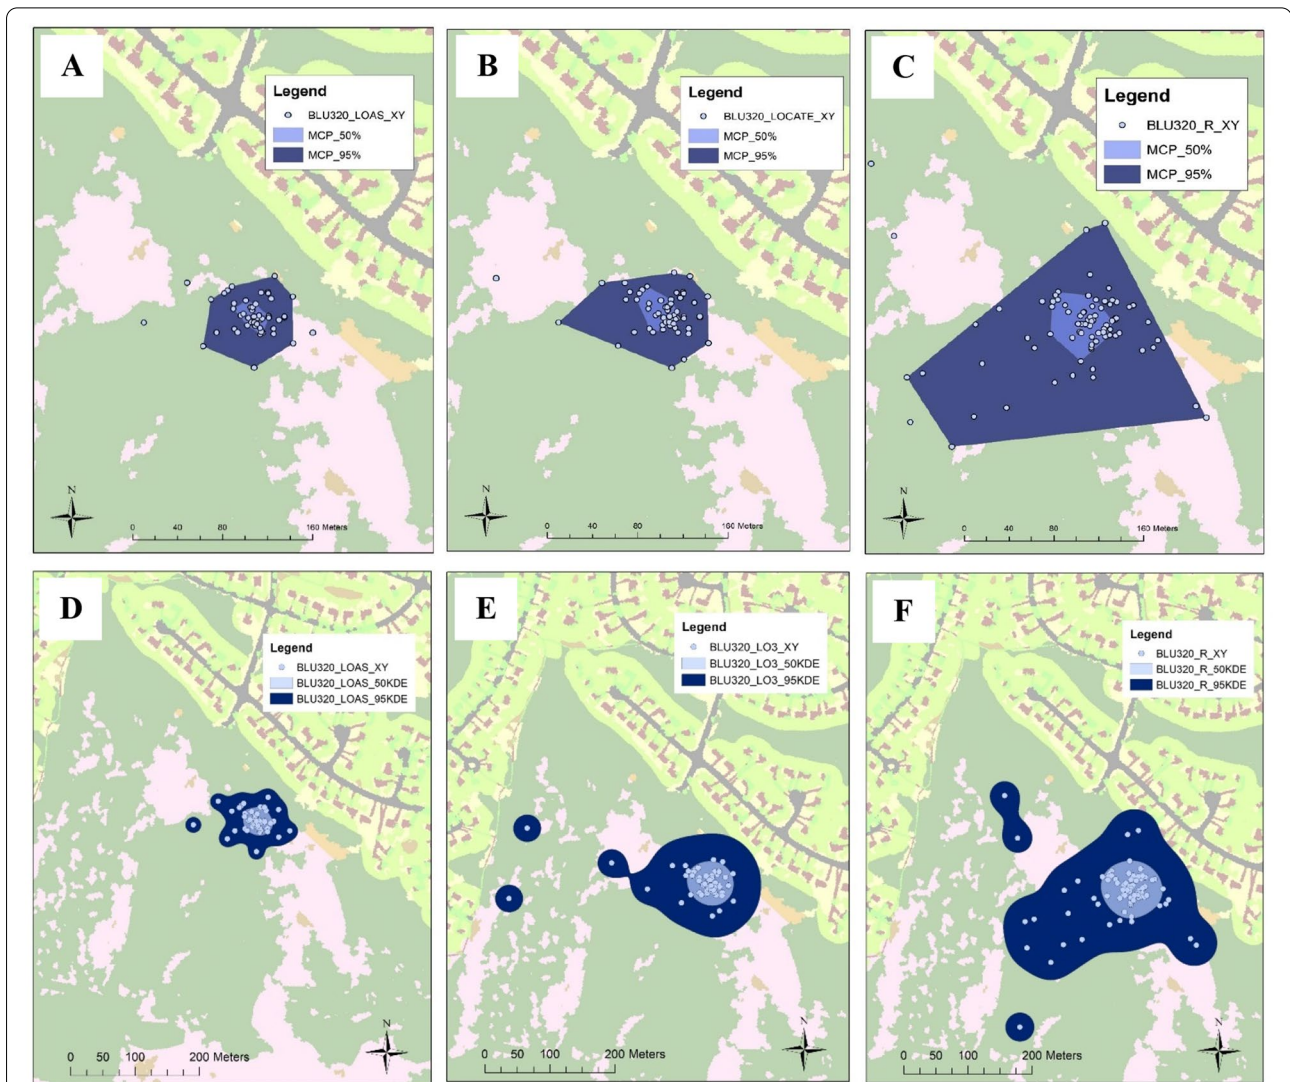 A
Legend
BLU320_LOAS_XY
MCP_50%
MCP_95%
N
0 40 80 160 Meters
B
Legend
BLU320_LOCATE_XY
MCP_50%
MCP_95%
N
0 40 80 160 Meters
C
Legend
BLU320_R_XY
MCP_50%
MCP_95%
N
0 40 80 160 Meters
D
Legend
BLU320_LOAS_XY
BLU320_LOAS_50KDE
BLU320_LOAS_95KDE
N
0 50 100 200 Meters
E
Legend
BLU320_LO3_XY
BLU320_LO3_50KDE
BLU320_LO3_95KDE
N
0 50 100 200 Meters
F
Legend
BLU320_R_XY
BLU320_R_50KDE
BLU320_R_95KDE
N
0 50 100 200 Meters